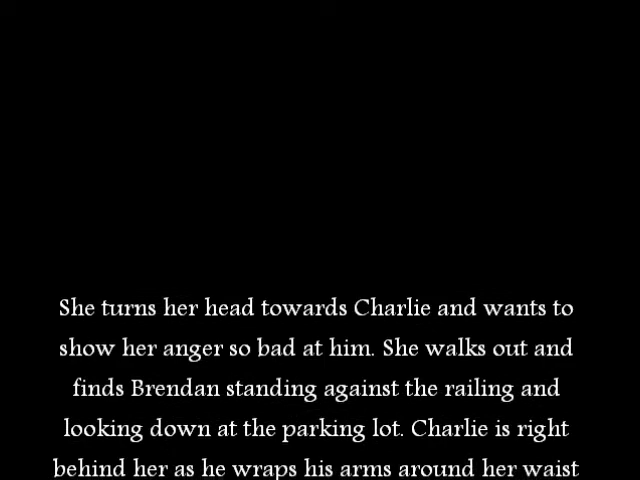 She turns her head towards Charlie and wants to
show her anger so bad at him. She walks out and
finds Brendan standing against the railing and
looking down at the parking lot. Charlie is right
behind her as he wraps his arms around her waist